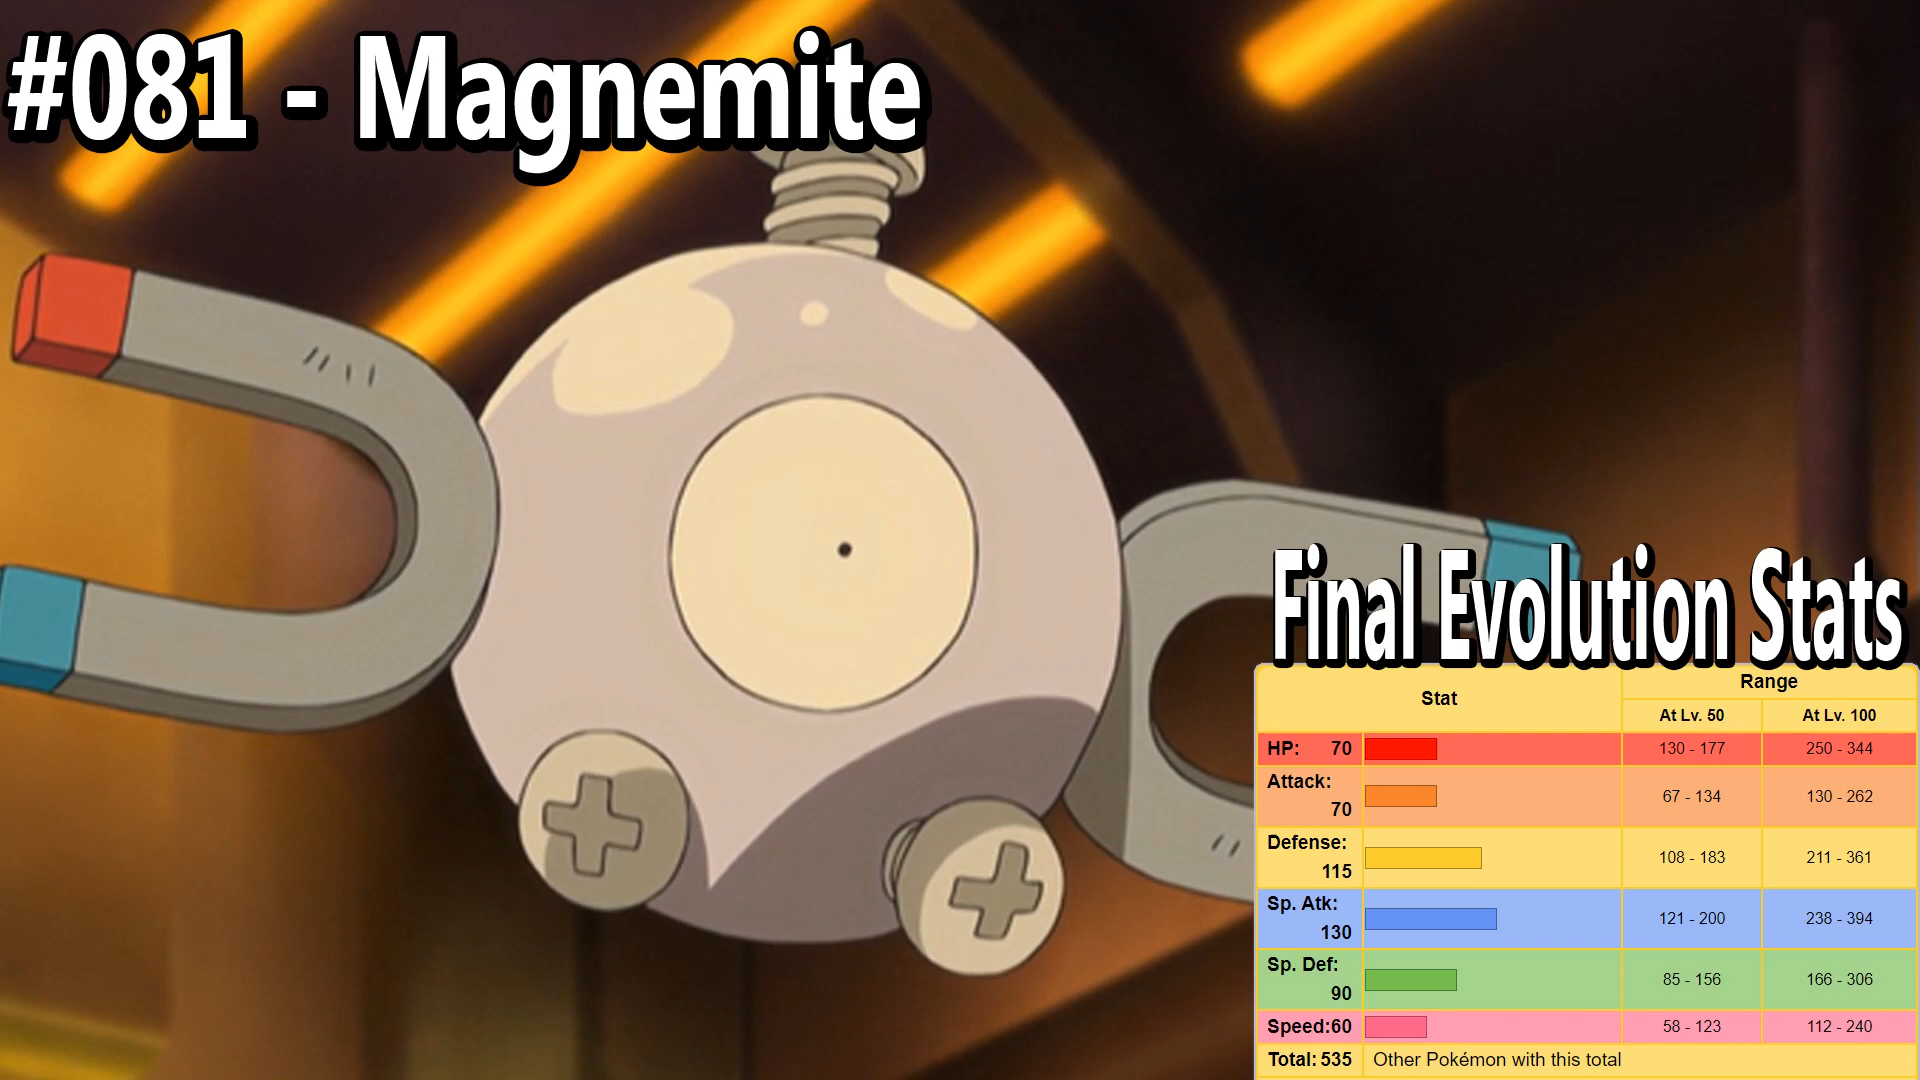 #081 - Magnemite
Final Evolution Stats
Stat Range
At Lv. 50 At Lv. 100
HP: 70 130 - 177 250 - 344
Attack:
70 67 - 134 130 - 262
Defense:
115 108 - 183 211 - 361
Sp. Atk:
130 121 - 200 238 - 394
Sp. Def:
90 85 - 156 166 - 306
Speed:60 58 - 123 112 - 240
Total: 535 Other Pokémon with this total